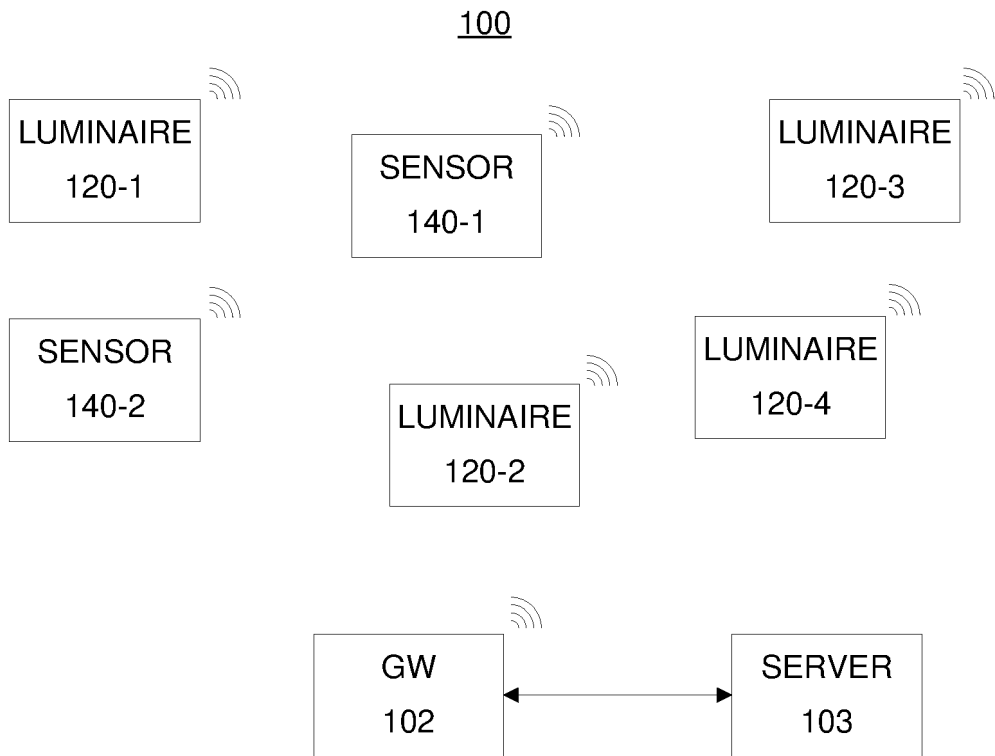 100
LUMINAIRE
120-1
SENSOR
140-1
LUMINAIRE
120-3
SENSOR
140-2
LUMINAIRE
120-2
LUMINAIRE
120-4
GW
102
SERVER
103